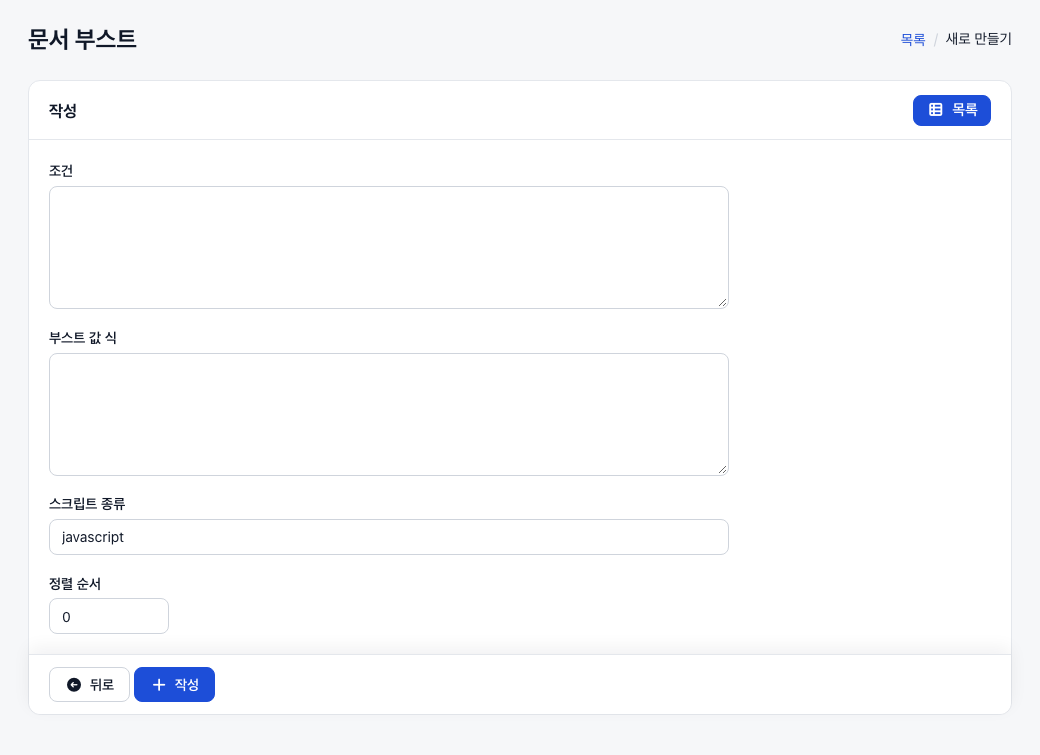 문서 부스트
목록 / 새로 만들기
작성
목록
조건
부스트 값 식
스크립트 종류
javascript
정렬 순서
0
뒤로
작성